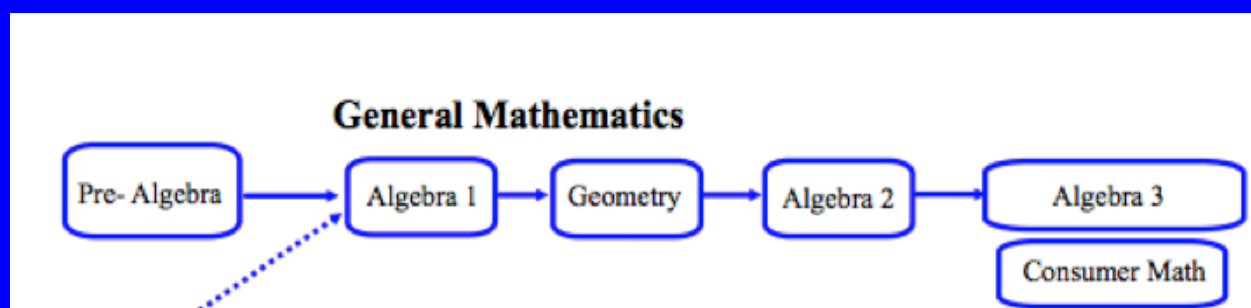 General Mathematics
Pre- Algebra
Algebra 1
Geometry
Algebra 2
Algebra 3
Consumer Math